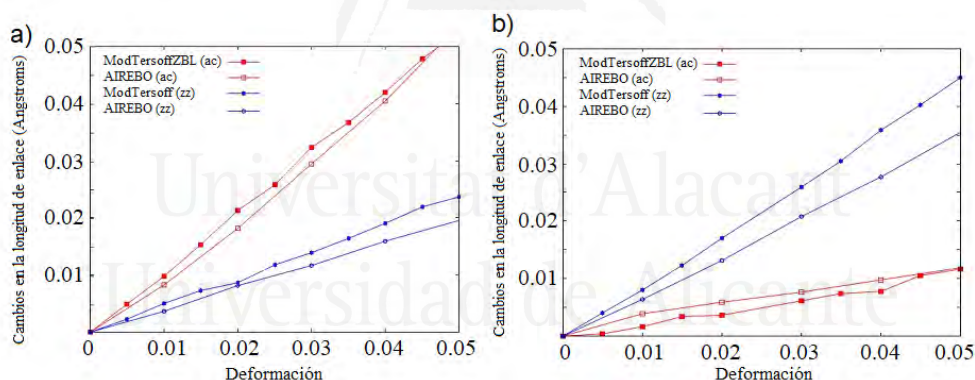 a)
Cambios en la longitud de enlace (Angstroms)
0.05
0.04
0.03
0.02
0.01
ModTersoffZBL (ac)
AIREBO (ac)
ModTersoff (zz)
AIREBO (zz)
0
0.01
0.02
0.03
0.04
0.05
Deformación
b)
Cambios en la longitud de enlace (Angstroms)
0.05
0.04
0.03
0.02
0.01
ModTersoffZBL (ac)
AIREBO (ac)
ModTersoff (zz)
AIREBO (zz)
0
0.01
0.02
0.03
0.04
0.05
Deformación
Universitat d'Alacant
Universidad de Alicante